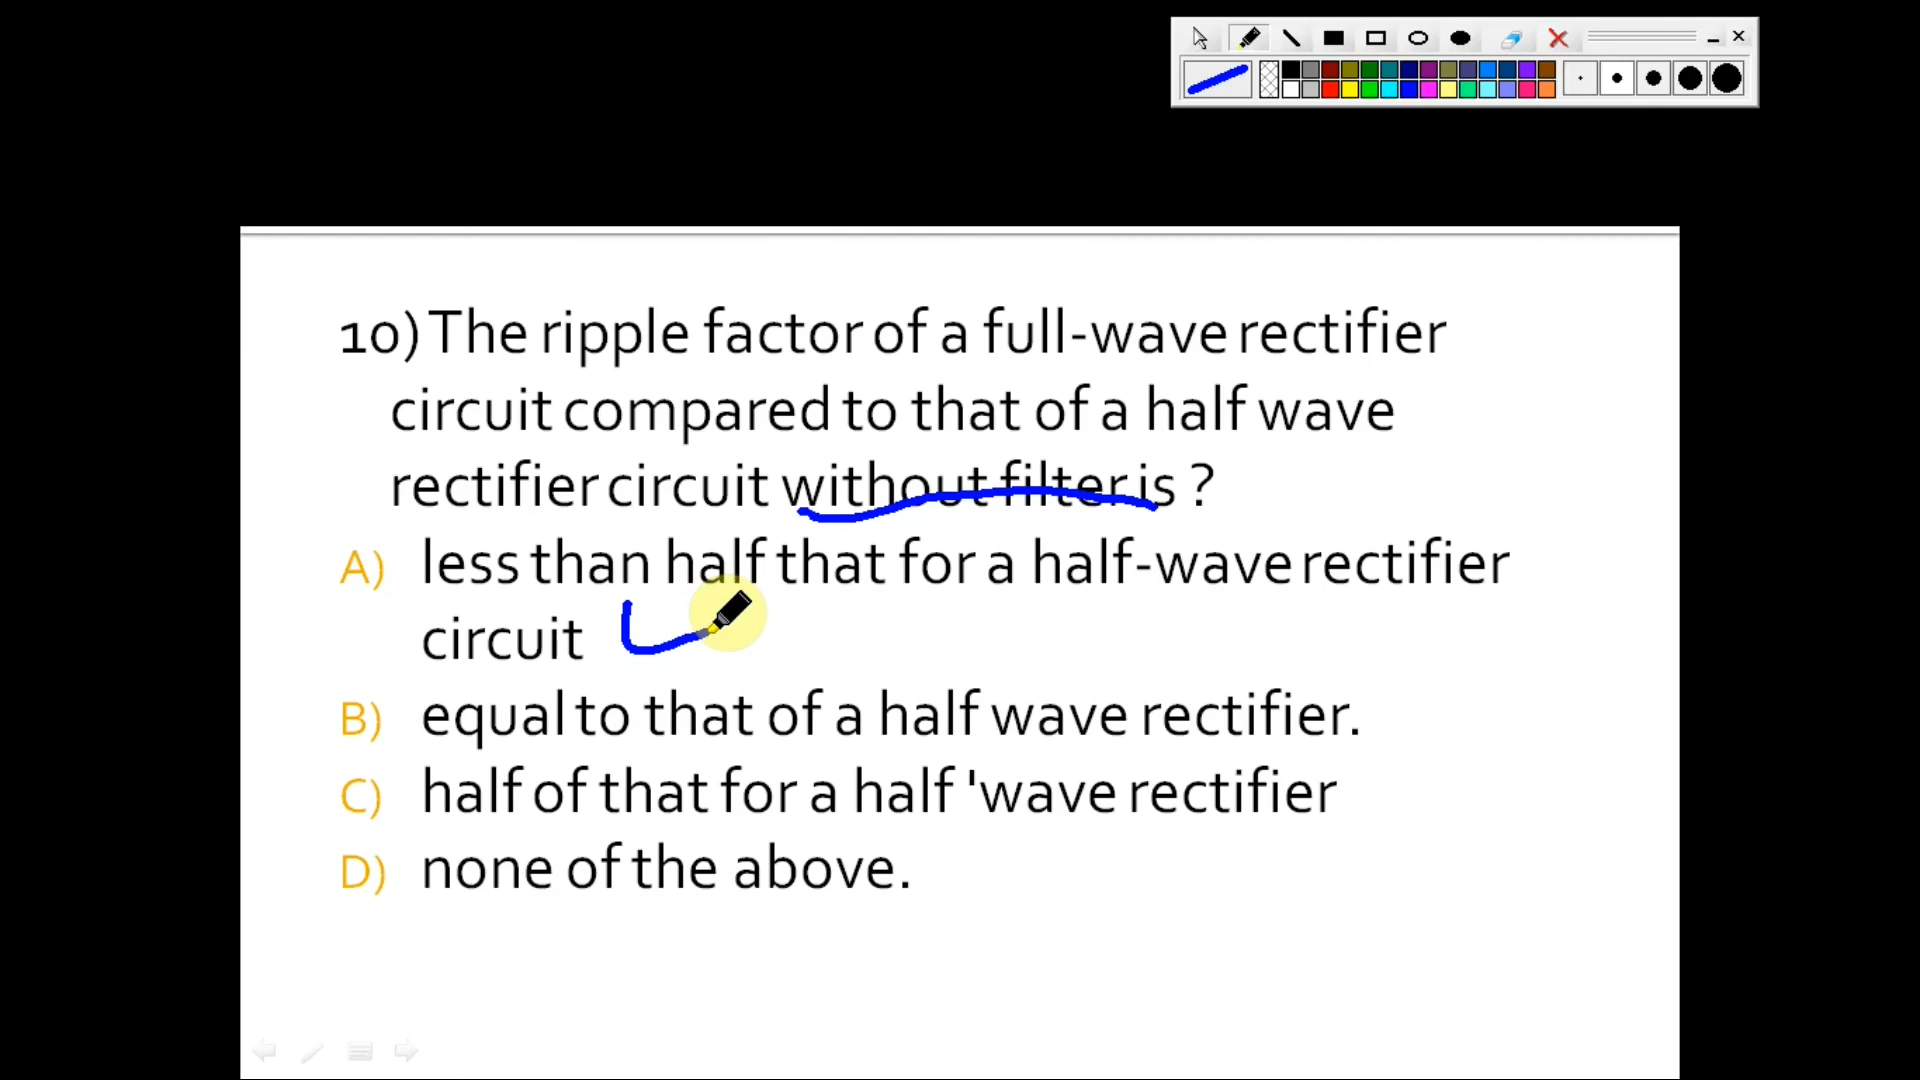 10) The ripple factor of a full-wave rectifier
circuit compared to that of a half wave
rectifier circuit without filter is ?
A) less than half that for a half-wave rectifier
circuit
B) equal to that of a half wave rectifier.
C) half of that for a half 'wave rectifier
D) none of the above.